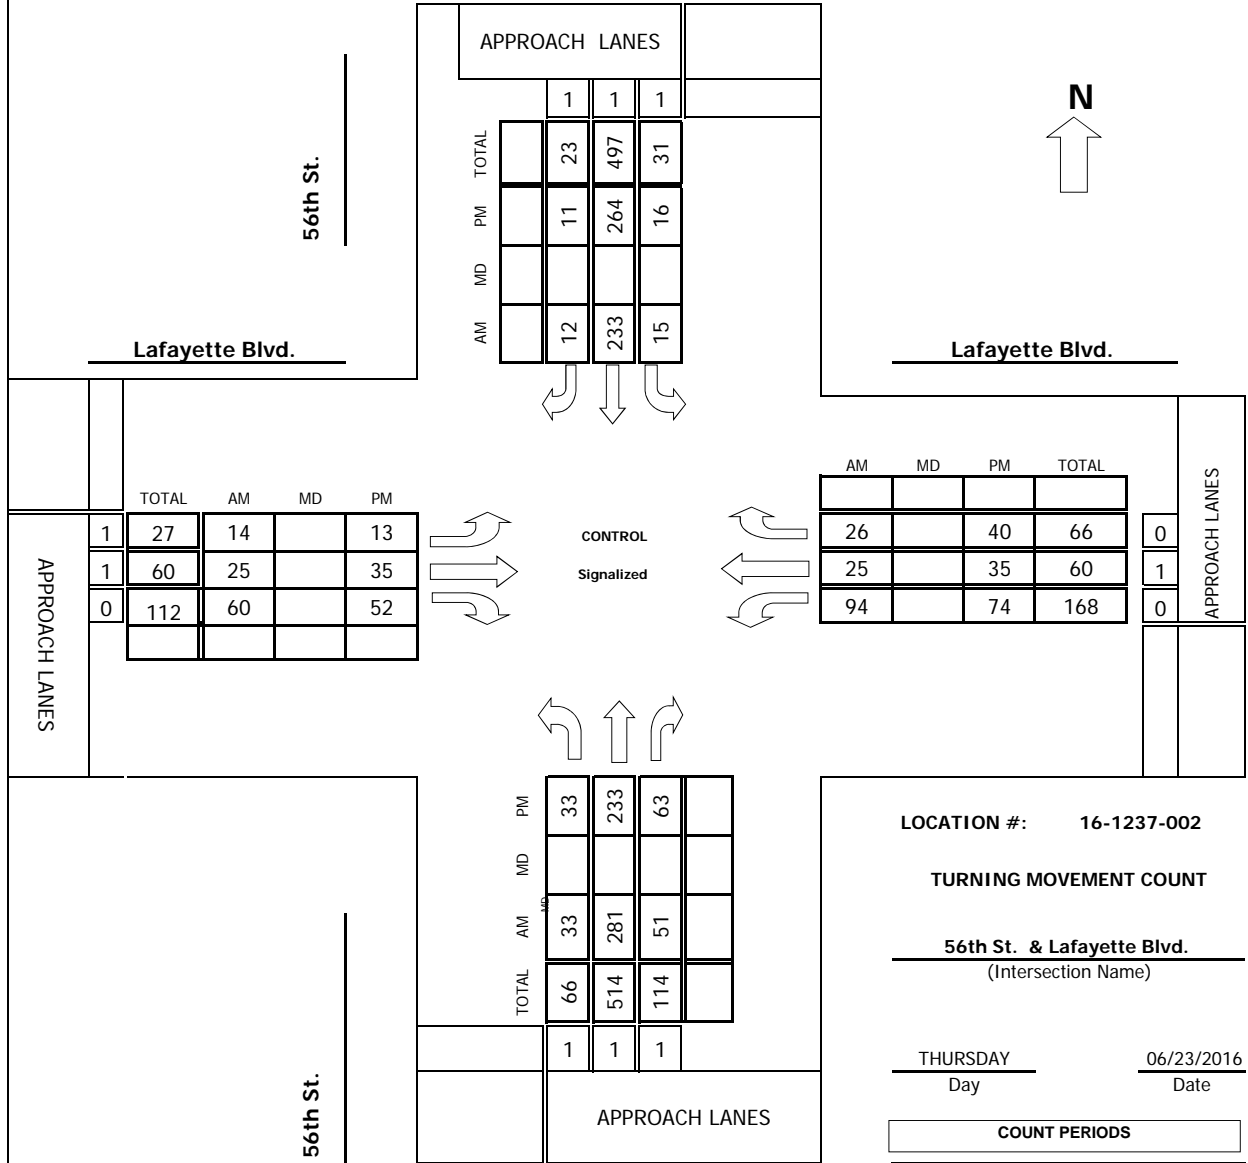 APPROACH LANES
1 1 1
N
56th St.
TOTAL 23 497 31
PM 11 264 16
MD
AM 12 233 15
Lafayette Blvd.
Lafayette Blvd.
AM MD PM TOTAL
TOTAL AM MD PM
1 27 14 13
CONTROL
26 40 66 0
1 60 25 35
Signalized
25 35 60 1
0 112 60 52
94 74 168 0
APPROACH LANES
APPROACH LANES
PM 33 233 63
MD
MD
AM 33 281 51
TOTAL 66 514 114
1 1 1
APPROACH LANES
56th St.
LOCATION #: 16-1237-002
TURNING MOVEMENT COUNT
56th St. & Lafayette Blvd.
(Intersection Name)
THURSDAY 06/23/2016
Day Date
COUNT PERIODS